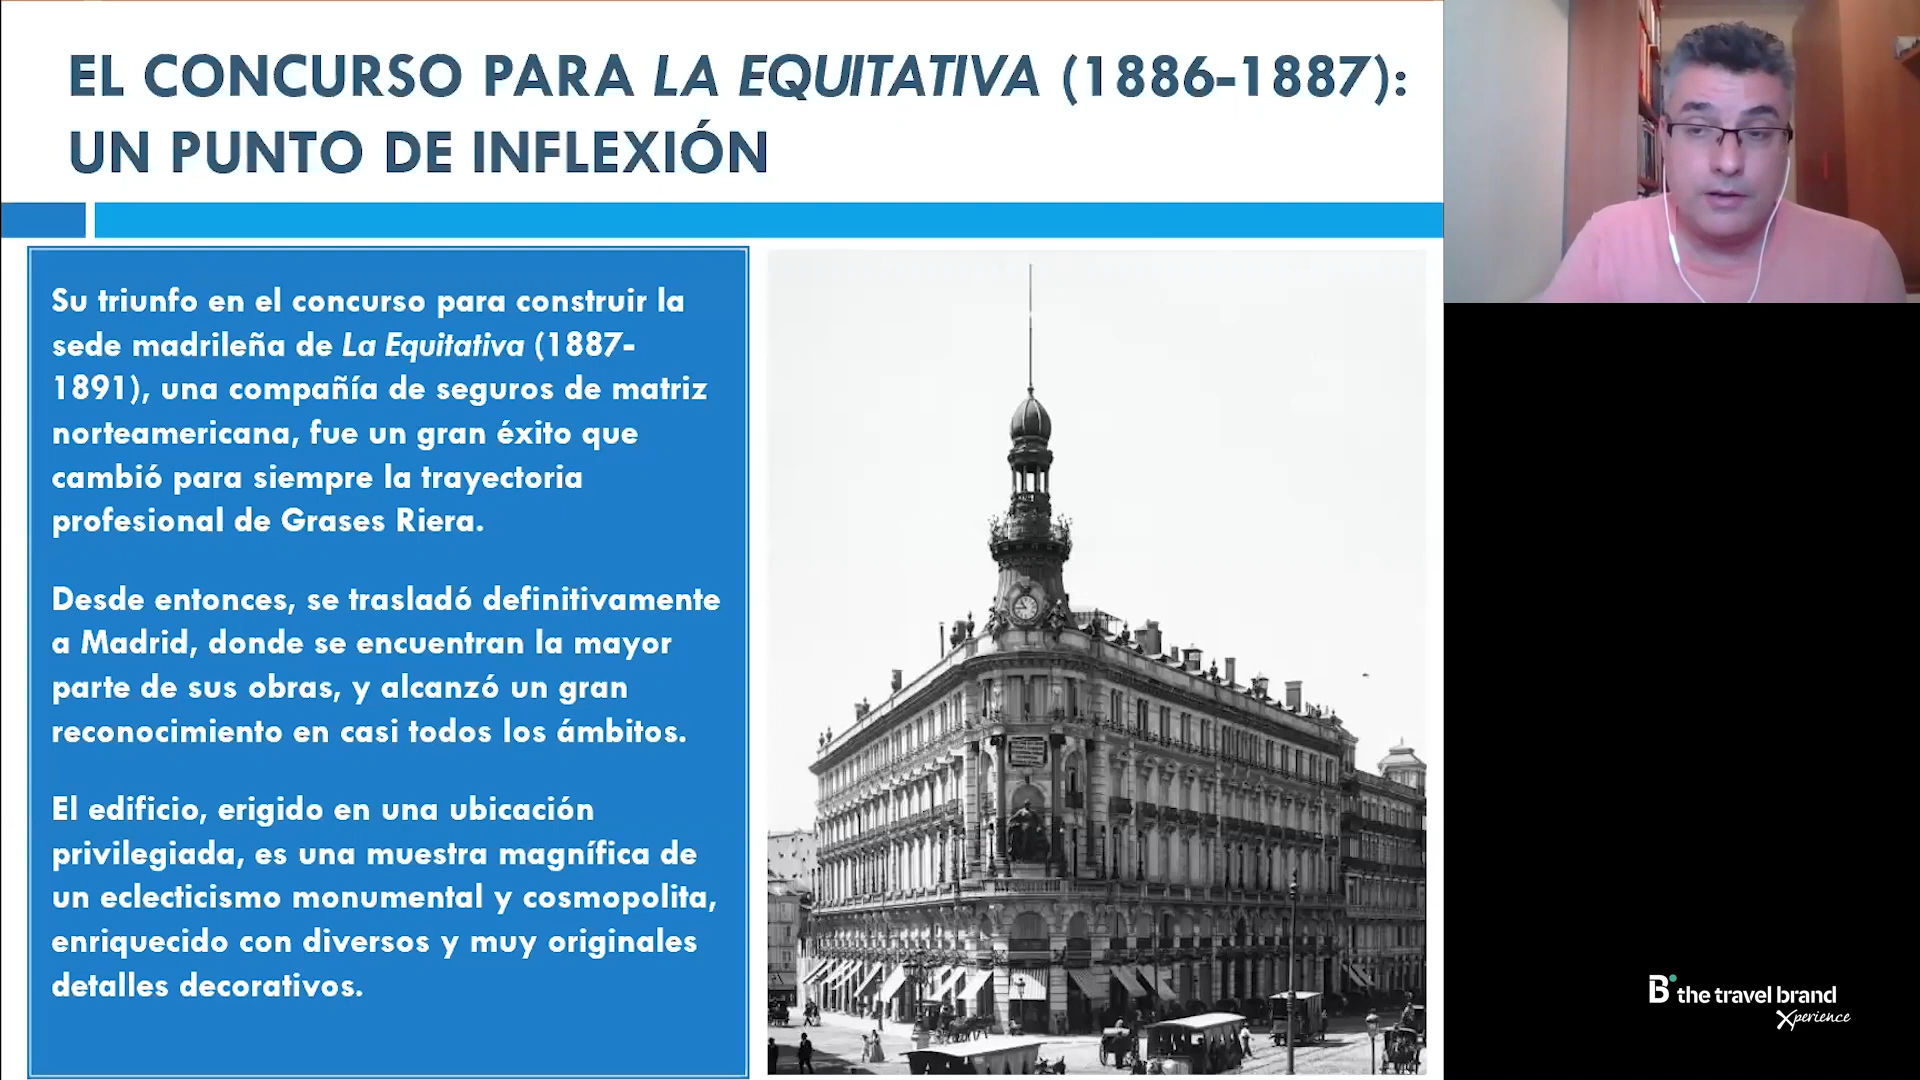 EL CONCURSO PARA LA EQUITATIVA (1886-1887):
UN PUNTO DE INFLEXIÓN
Su triunfo en el concurso para construir la
sede madrileña de La Equitativa (1887-
1891), una compañía de seguros de matriz
norteamericana, fue un gran éxito que
cambió para siempre la trayectoria
profesional de Grases Riera.
Desde entonces, se trasladó definitivamente
a Madrid, donde se encuentran la mayor
parte de sus obras, y alcanzó un gran
reconocimiento en casi todos los ámbitos.
El edificio, erigido en una ubicación
privilegiada, es una muestra magnífica de
un eclecticismo monumental y cosmopolita,
enriquecido con diversos y muy originales
detalles decorativos.
B the travel brand
Xperience